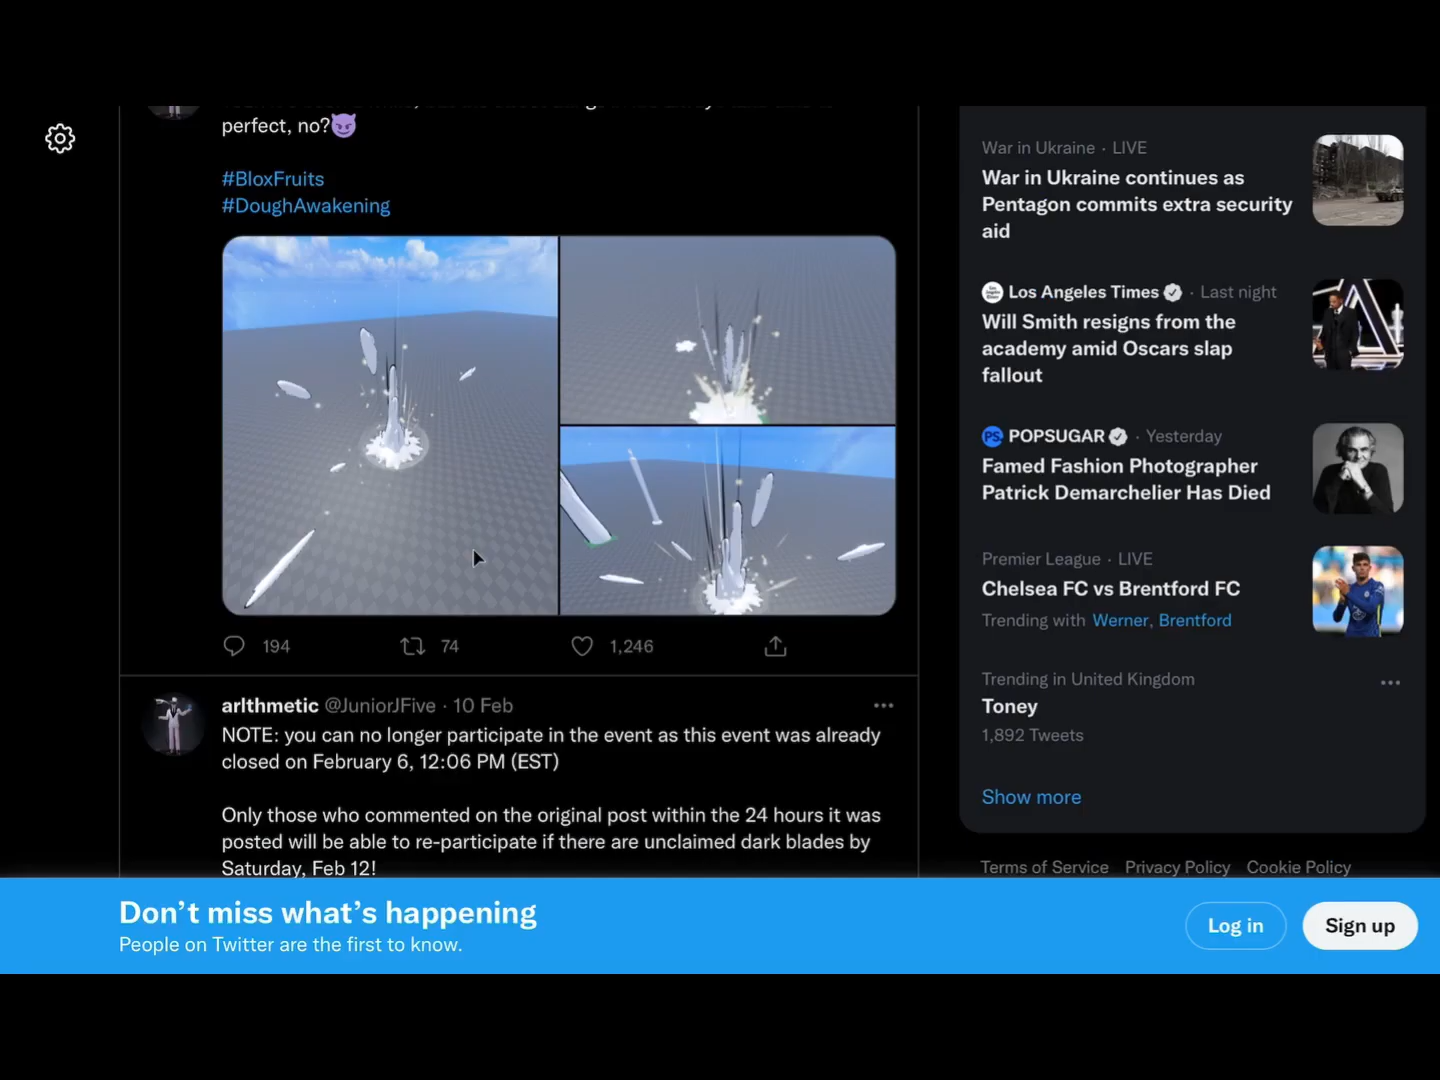 perfect, no?😈
#BloxFruits
#DoughAwakening
194
74
1,246
arlthmetic @JuniorJFive · 10 Feb
NOTE: you can no longer participate in the event as this event was already
closed on February 6, 12:06 PM (EST)
Only those who commented on the original post within the 24 hours it was
posted will be able to re-participate if there are unclaimed dark blades by
Saturday, Feb 12!
War in Ukraine · LIVE
War in Ukraine continues as
Pentagon commits extra security
aid
Los Angeles Times · Last night
Will Smith resigns from the
academy amid Oscars slap
fallout
PS POPSUGAR · Yesterday
Famed Fashion Photographer
Patrick Demarchelier Has Died
Premier League · LIVE
Chelsea FC vs Brentford FC
Trending with Werner, Brentford
Trending in United Kingdom
Toney
1,892 Tweets
Show more
Terms of Service Privacy Policy Cookie Policy
Don’t miss what’s happening
People on Twitter are the first to know.
Log in
Sign up